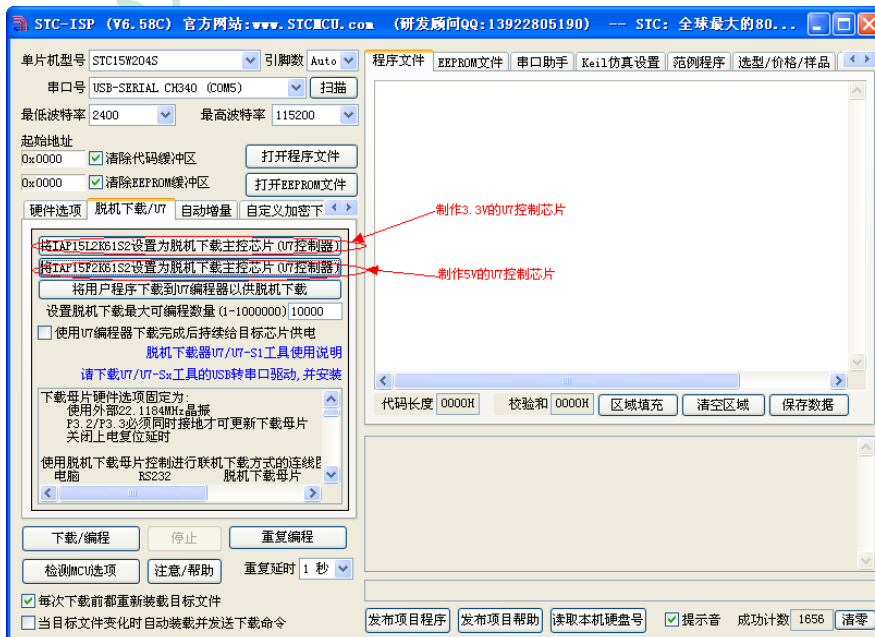 STC-ISP (V6.58C) 官方网站:www.STCMCU.com (研发顾问QQ:13922805190) -- STC: 全球最大的80...
单片机型号 STC15W204S 引脚数 Auto
串口号 USB-SERIAL CH340 (COM5) 扫描
最低波特率 2400 最高波特率 115200
起始地址
0x0000 清除代码缓冲区 打开程序文件
0x0000 清除EEPROM缓冲区 打开EEPROM文件
硬件选项 脱机下载/U7 自动增量 自定义加密下
将IAP15L2K61S2设置为脱机下载主控芯片(U7控制器)
将IAP15F2K61S2设置为脱机下载主控芯片(U7控制器)
将用户程序下载到U7编程器以供脱机下载
设置脱机下载最大可编程数量(1-1000000) 10000
使用U7编程器下载完成后持续给目标芯片供电
脱机下载器U7/U7-S1工具使用说明
请下载U7/U7-Sx工具的USB转串口驱动,并安装
下载母片硬件选项固定为:
使用外部22.1184MHz晶振
P3.2/P3.3必须同时接地才可更新下载母片
关闭上电复位延时
使用脱机下载母片控制进行联机下载方式的连线
电脑 RS232 脱机下载母片
下载/编程 停止 重复编程
检测MCU选项 注意/帮助 重复延时 1 秒
每次下载前都重新装载目标文件
当目标文件变化时自动装载并发送下载命令
程序文件 EEPROM文件 串口助手 Keil仿真设置 范例程序 选型/价格/样品
制作3.3V的U7控制芯片
制作5V的U7控制芯片
代码长度 0000H 校验和 0000H 区域填充 清空区域 保存数据
发布项目程序 发布项目帮助 读取本机硬盘号 提示音 成功计数 1656 清零